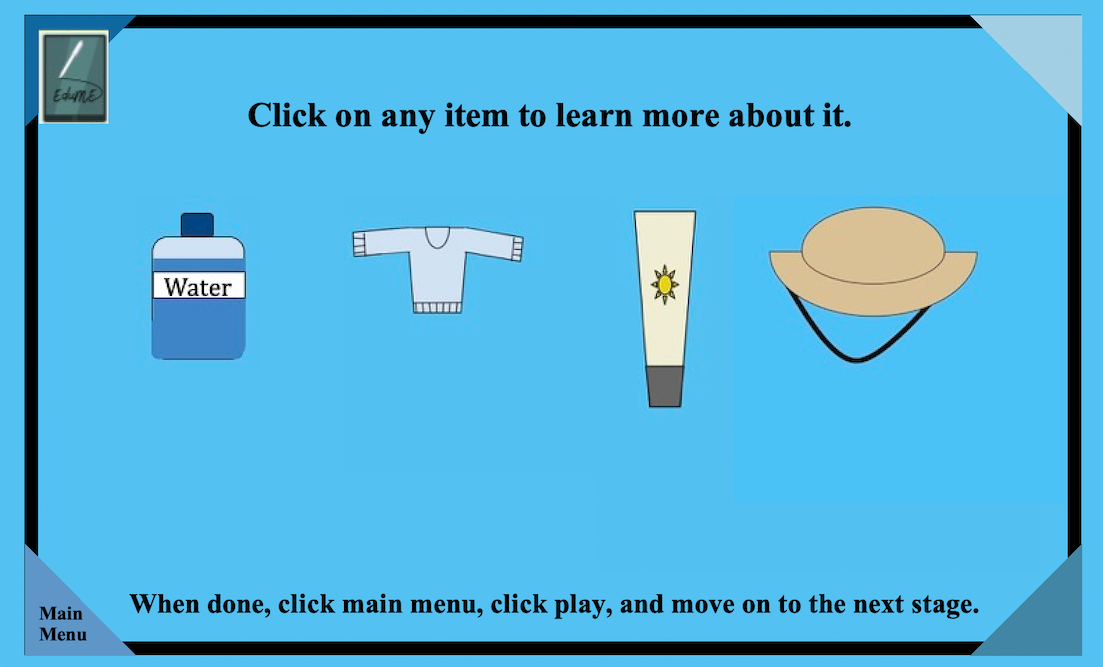 EduME
Click on any item to learn more about it.
Water
When done, click main menu, click play, and move on to the next stage.
Main
Menu